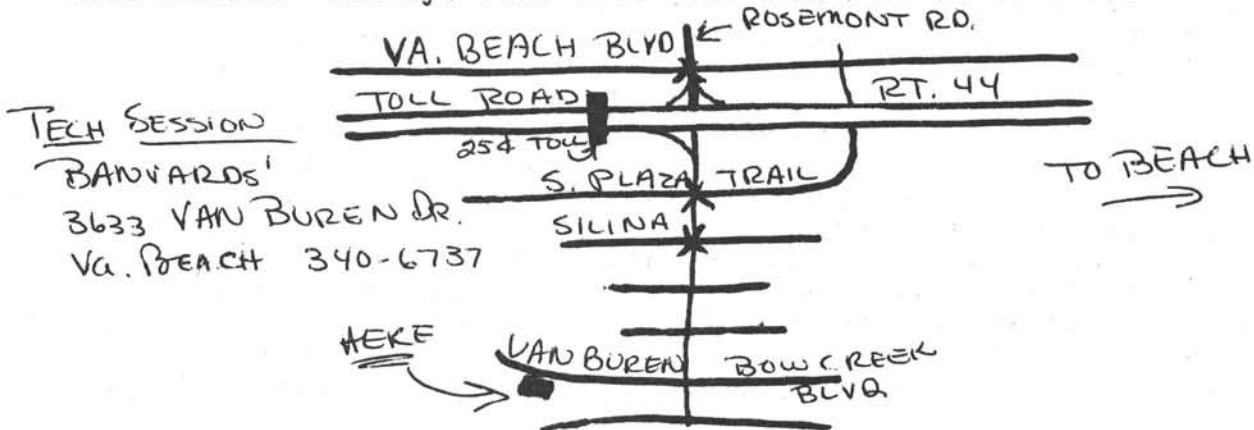 ROSEMONT RD.
VA. BEACH BLVD
TOLL ROAD
RT. 44
TECH SESSION
25¢ TOLL
BANVARDS'
S. PLAZA TRAIL
TO BEACH
3633 VAN BUREN DR.
SILINA
Va. BEACH 340-6737
HERE
VAN BUREN
BOW CREEK
BLVD